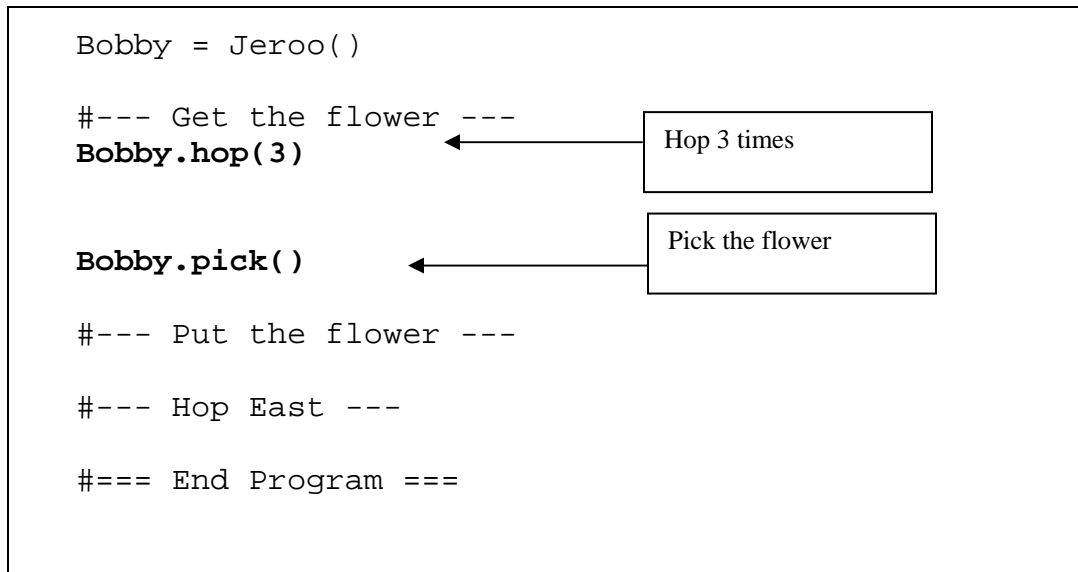 Bobby = Jeroo()
#--- Get the flower ---
Bobby.hop(3)
Hop 3 times
Bobby.pick()
Pick the flower
#--- Put the flower ---
#--- Hop East ---
#=== End Program ===